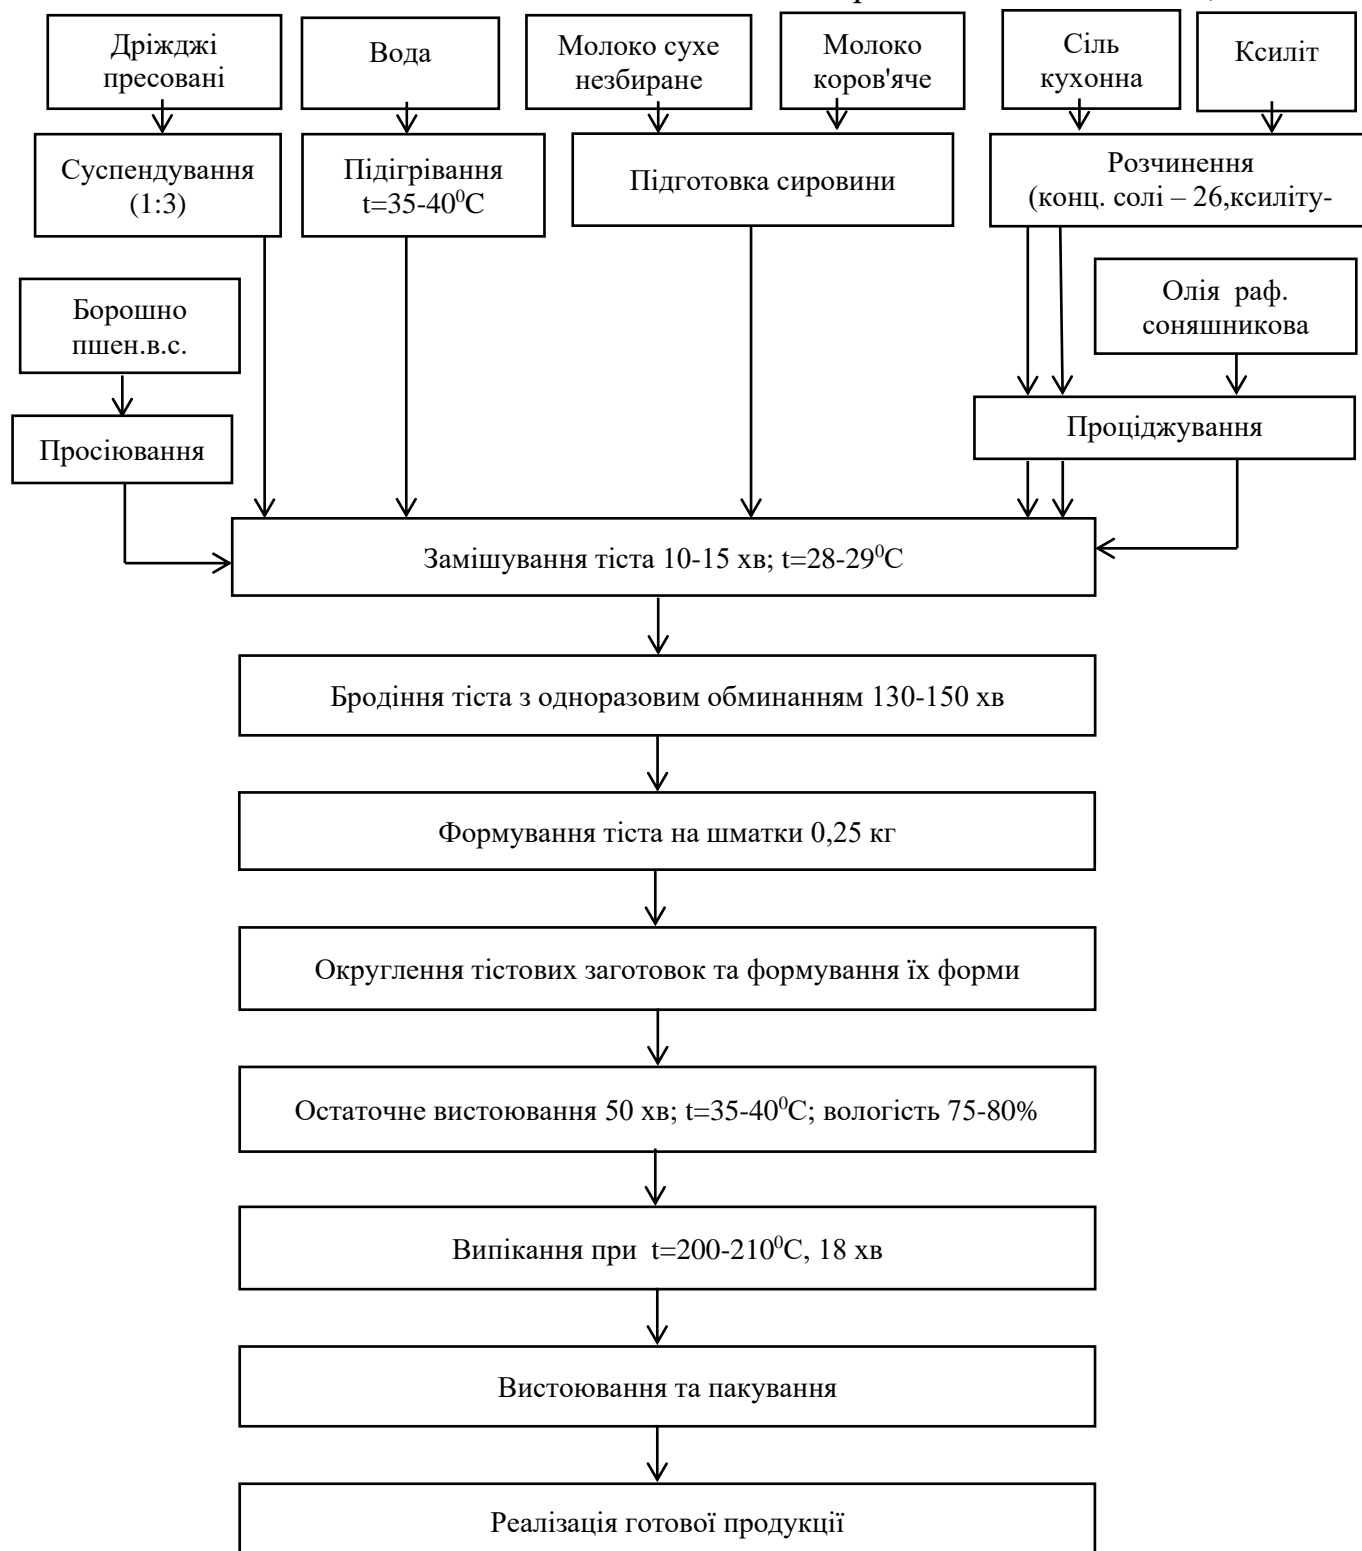 Дріжджі
пресовані
Вода
Молоко сухе
незбиране
Молоко
коров'яче
Сіль
кухонна
Ксиліт
Суспендування
(1:3)
Підігрівання
t=35-40⁰С
Підготовка сировини
Розчинення
(конц. солі – 26,ксиліту-
Борошно
пшен.в.с.
Олія раф.
соняшникова
Просіювання
Проціджування
Замішування тіста 10-15 хв; t=28-29⁰С
Бродіння тіста з одноразовим обминанням 130-150 хв
Формування тіста на шматки 0,25 кг
Округлення тістових заготовок та формування їх форми
Остаточне вистоювання 50 хв; t=35-40⁰С; вологість 75-80%
Випікання при t=200-210⁰С, 18 хв
Вистоювання та пакування
Реалізація готової продукції